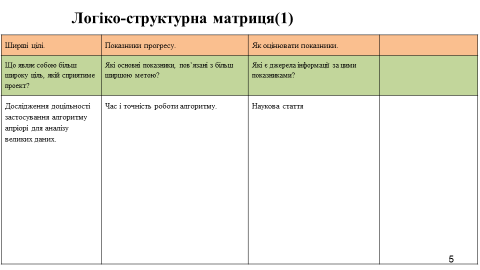 Логіко-структурна матриця(1)
Ширші цілі.
Показники прогресу.
Як оцінювати показники.
Що являє собою більш
широку ціль, якій сприятиме
проект?
Які основні показники, пов’язані з більш
ширшою метою?
Які є джерела інформації за цими
показниками?
Дослідження доцільності
застосування алгоритму
апріорі для аналізу
великих даних.
Час і точність роботи алгоритму.
Наукова стаття
5